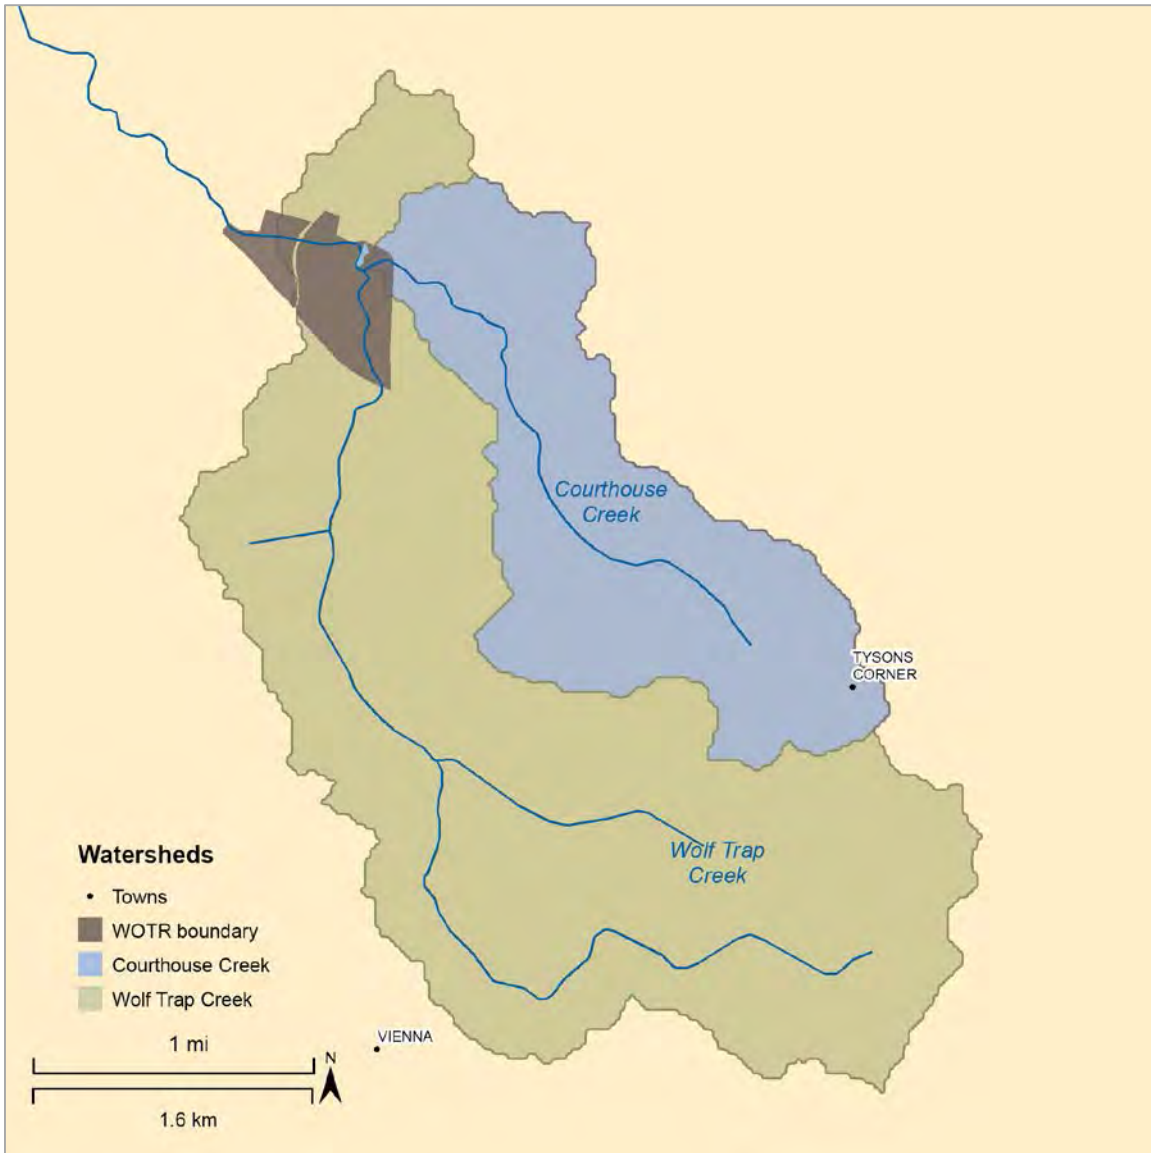 Courthouse
Creek
TYSONS
CORNER
Wolf Trap
Creek
Watersheds
Towns
WOTR boundary
Courthouse Creek
Wolf Trap Creek
VIENNA
1 mi
N
1.6 km